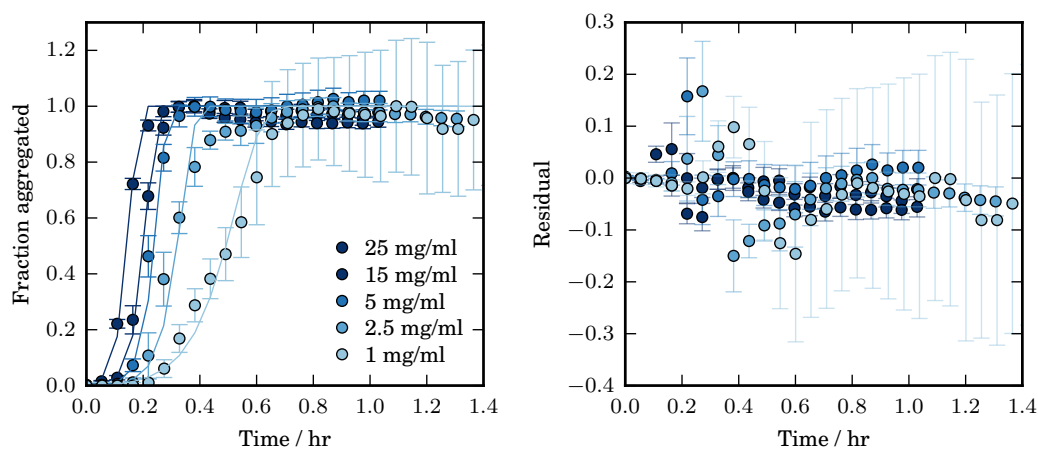 Fraction aggregated
1.2
1.0
0.8
0.6
0.4
0.2
0.0
25 mg/ml
15 mg/ml
5 mg/ml
2.5 mg/ml
1 mg/ml
0.0 0.2 0.4 0.6 0.8 1.0 1.2 1.4
Time / hr
Residual
0.3
0.2
0.1
0.0
−0.1
−0.2
−0.3
−0.4
0.0 0.2 0.4 0.6 0.8 1.0 1.2 1.4
Time / hr